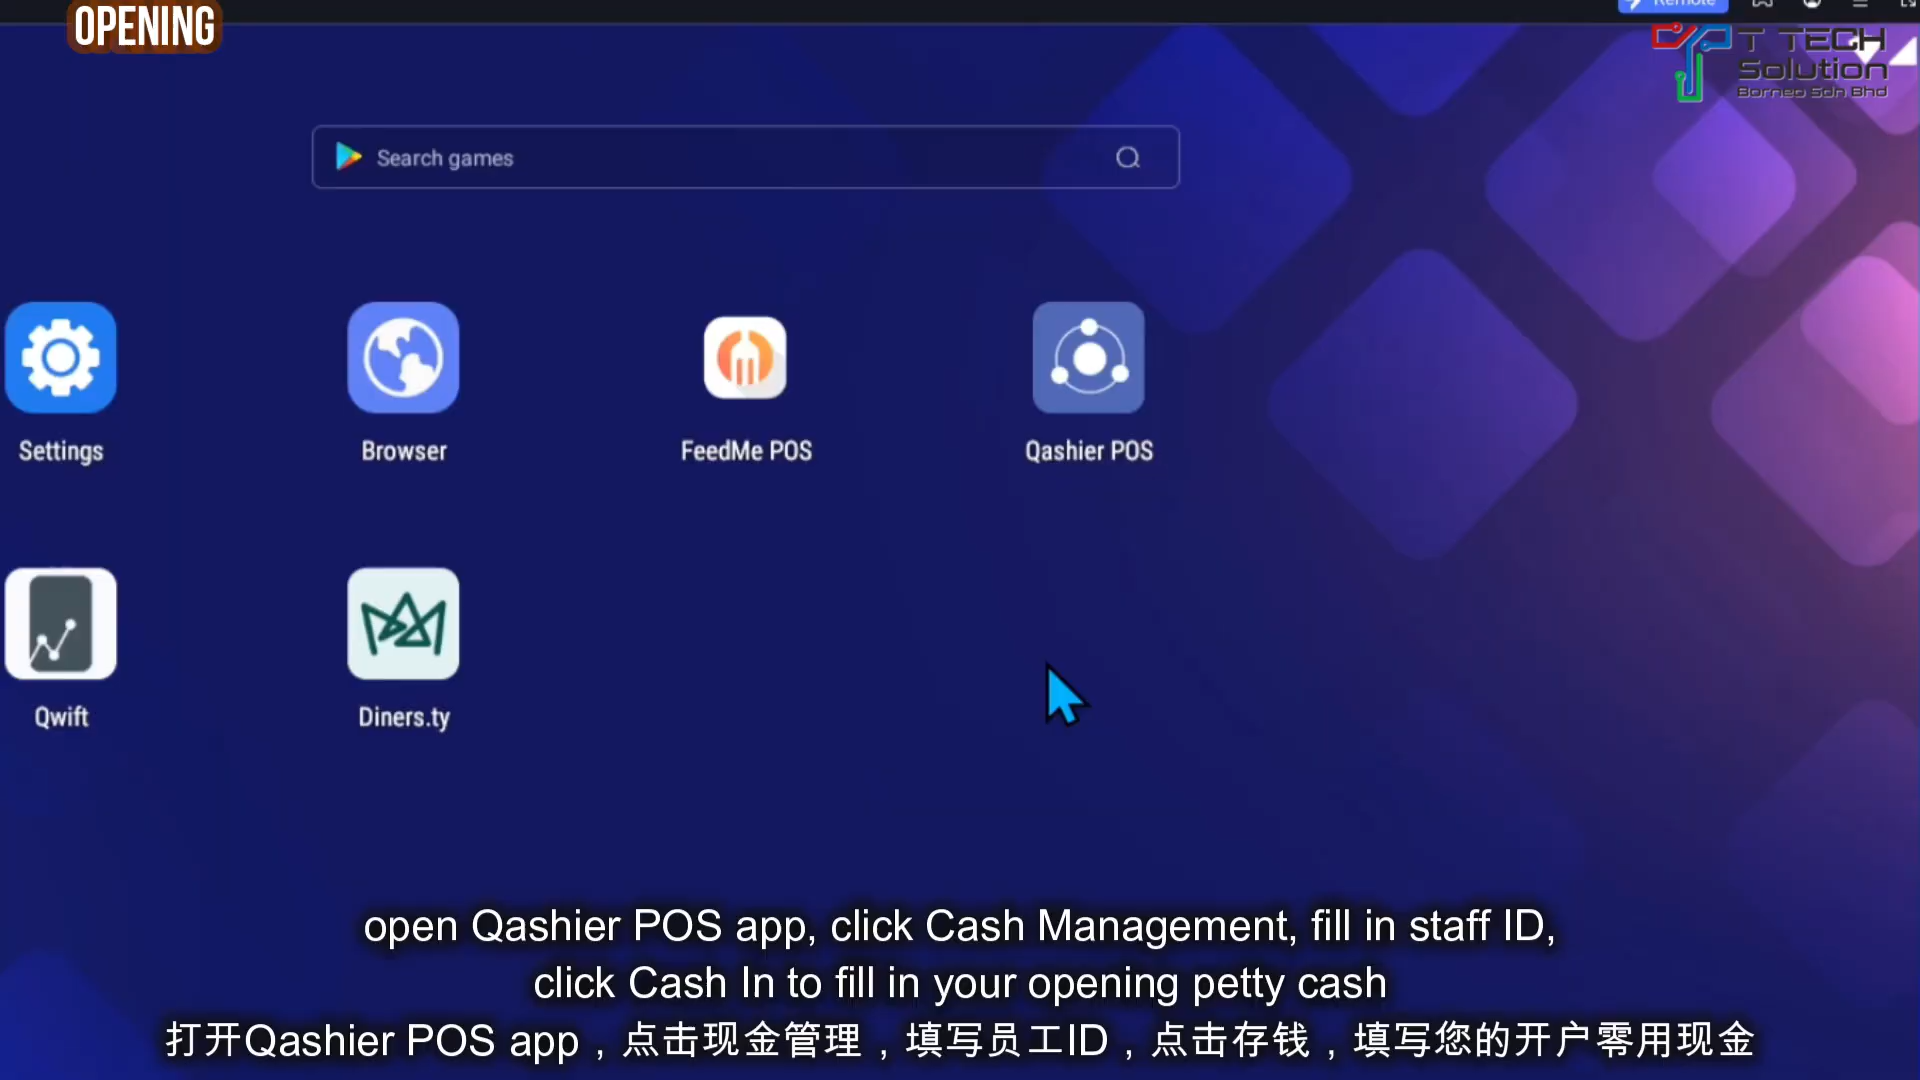 OPENING
Remote
T TECH
Solution
Borneo Sdn Bhd
Search games
Settings
Browser
FeedMe POS
Qashier POS
Qwift
Diners.ty
open Qashier POS app, click Cash Management, fill in staff ID,
click Cash In to fill in your opening petty cash
打开Qashier POS app，点击现金管理，填写员工ID，点击存钱，填写您的开户零用现金